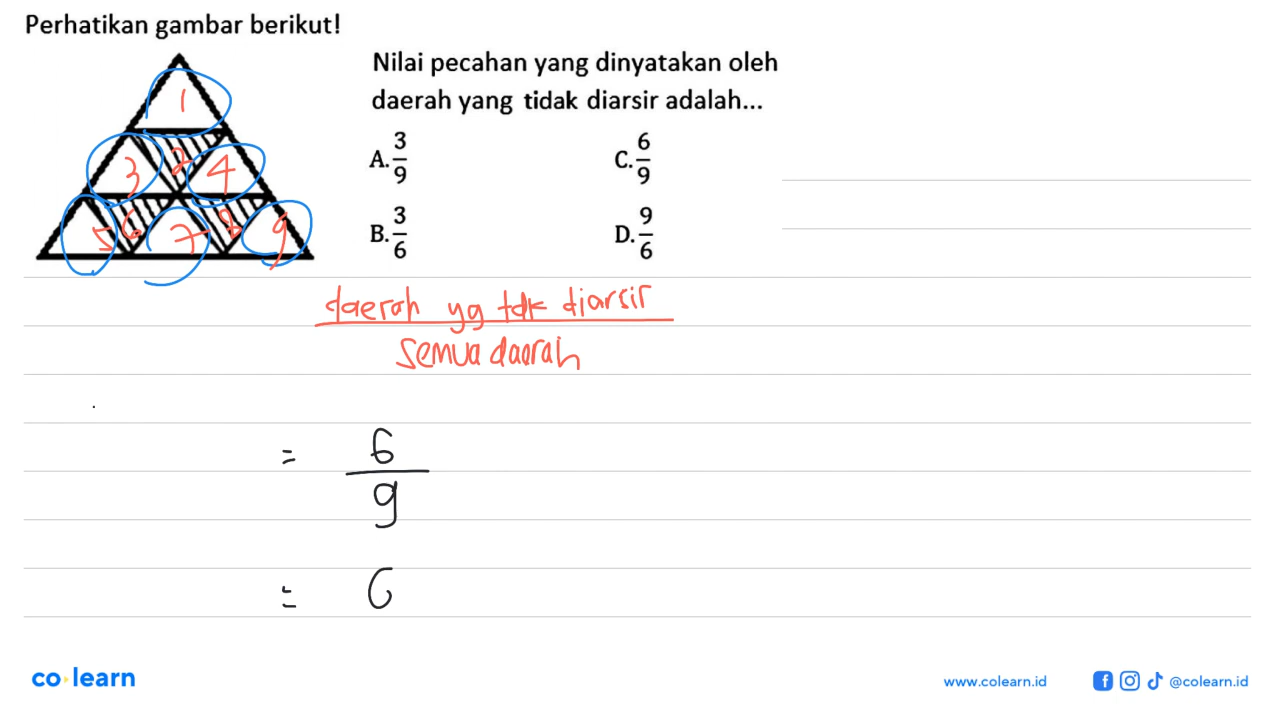 Perhatikan gambar berikut!
Nilai pecahan yang dinyatakan oleh
daerah yang tidak diarsir adalah...
A. 3/9
C. 6/9
B. 3/6
D. 9/6
1
3 2 4
5 6 7 8 9
daerah yg tdk diarsir
semua daerah
= 6
9
= 6
co learn
www.colearn.id
@colearn.id